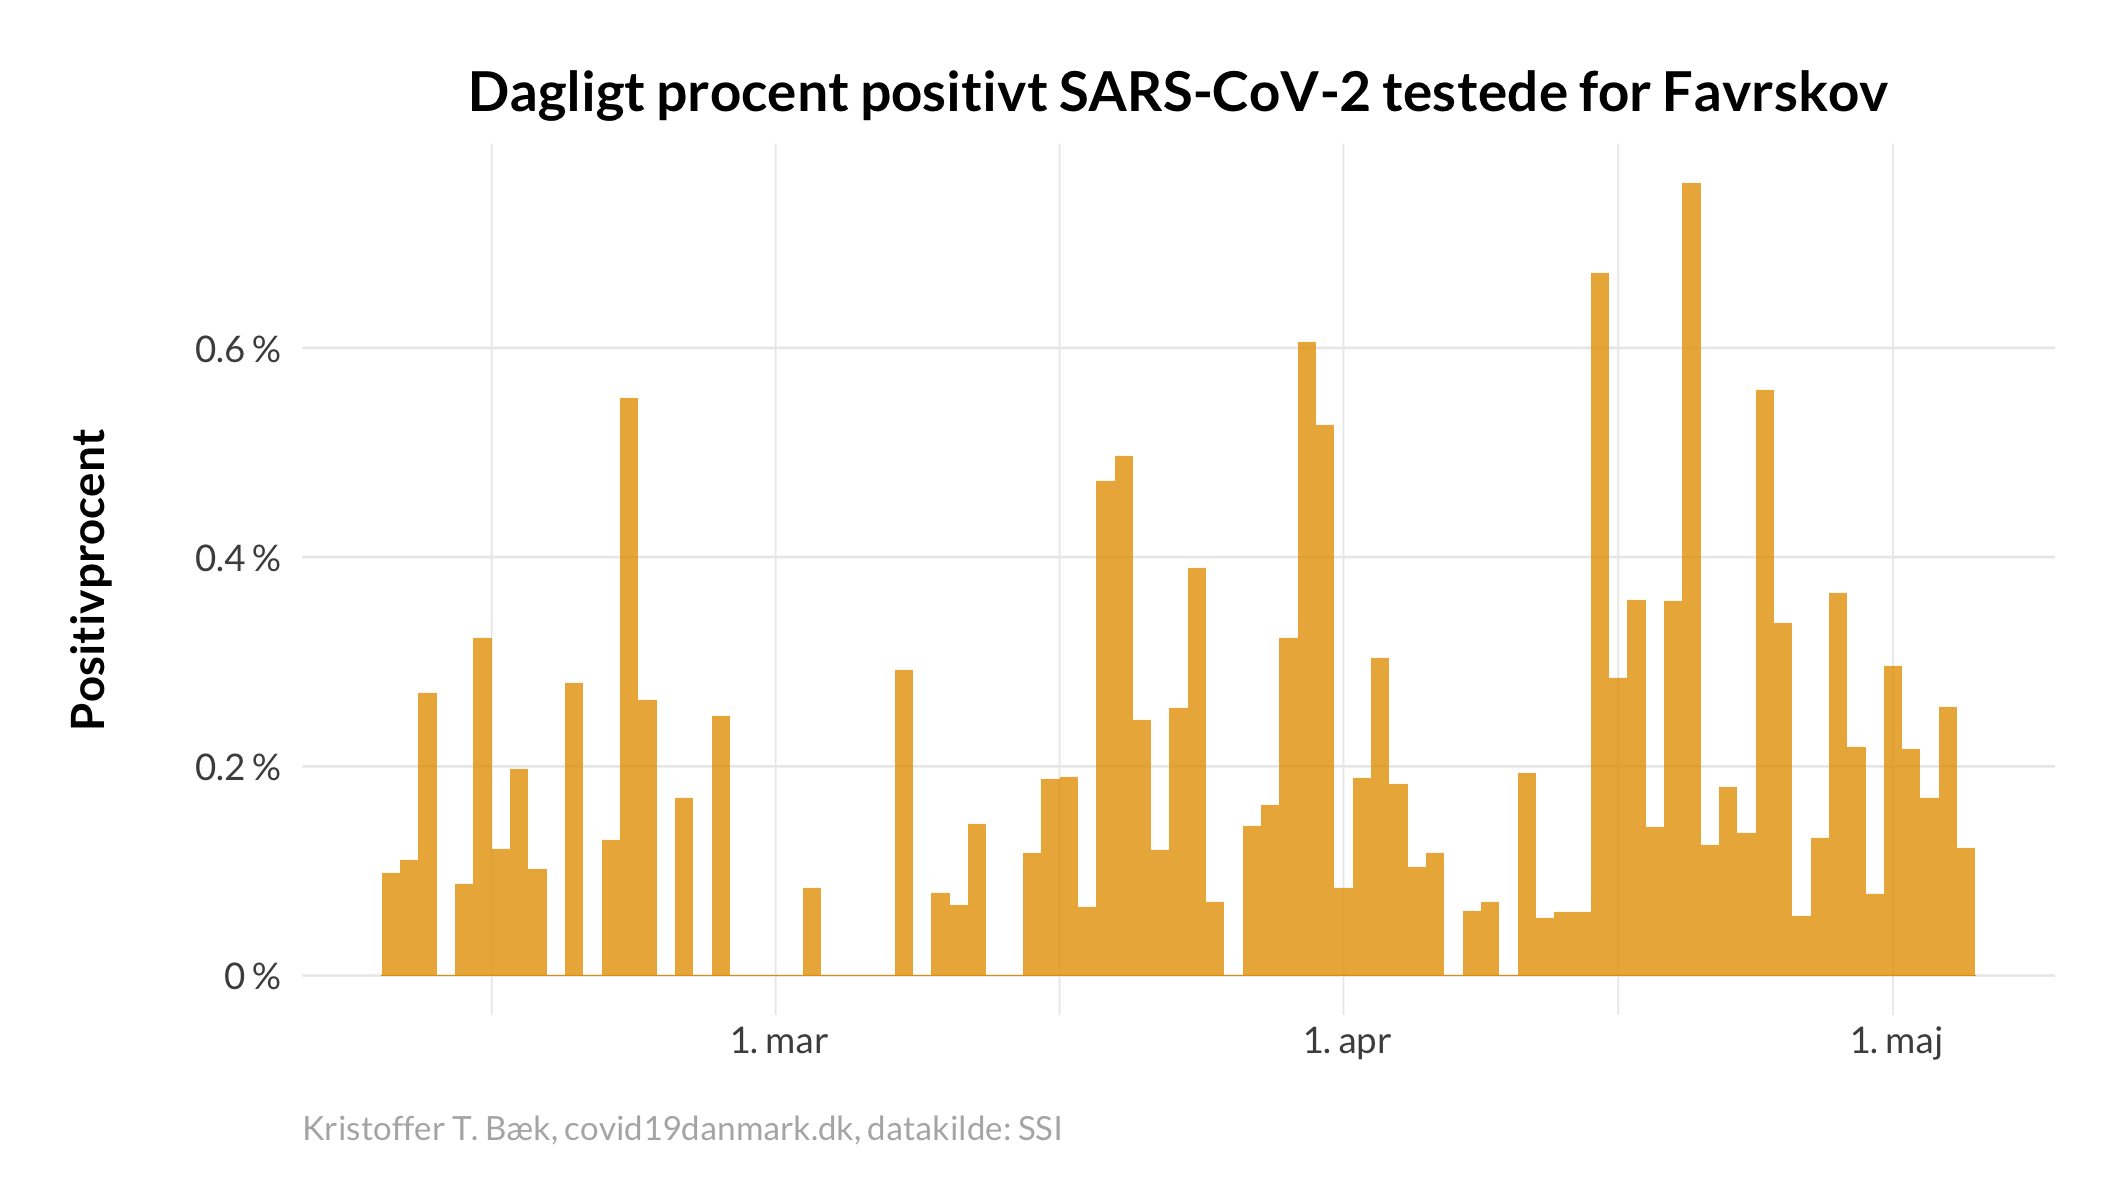 Dagligt procent positivt SARS-CoV-2 testede for Favrskov
Positivprocent
0.6 %
0.4 %
0.2 %
0 %
1. mar
1. apr
1. maj
Kristoffer T. Bæk, covid19danmark.dk, datakilde: SSI